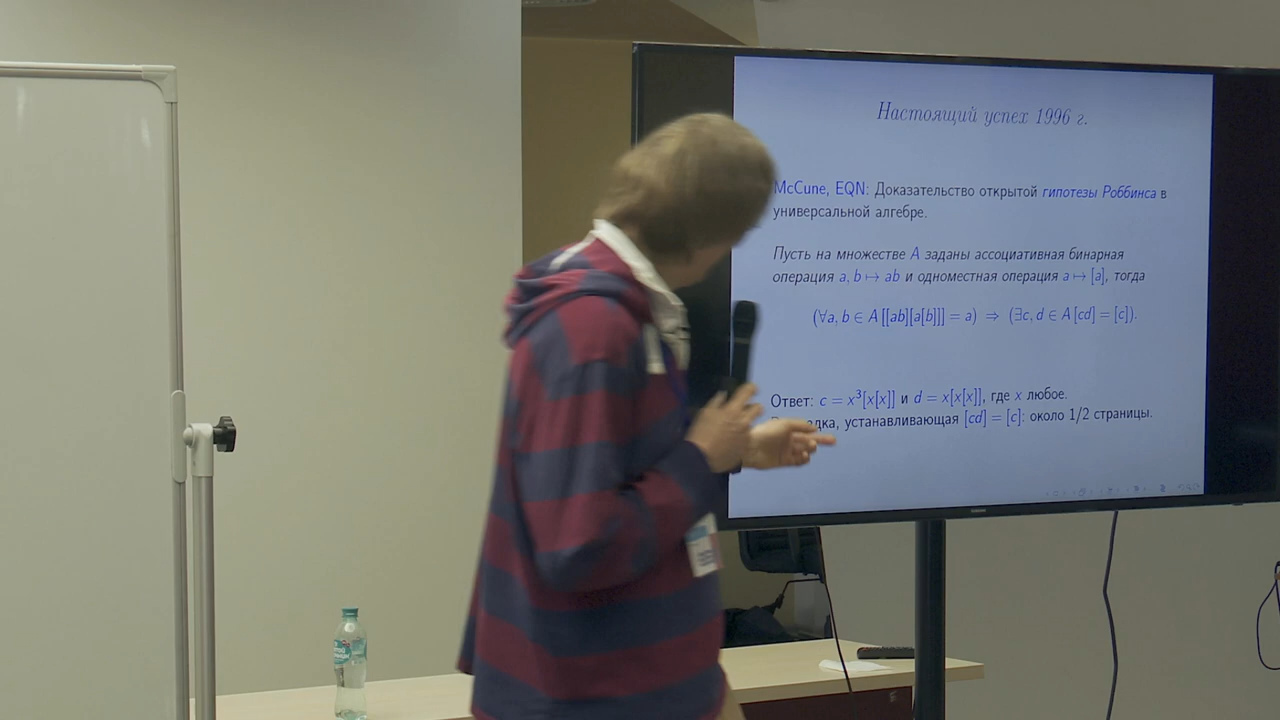 Настоящий успех 1996 г.
McCune, EQN: Доказательство открытой гипотезы Роббинса в
универсальной алгебре.
Пусть на множестве A заданы ассоциативная бинарная
операция a, b ↦ ab и одноместная операция a ↦ [a], тогда
(∀a, b ∈ A [[ab][a[b]]] = a) ⇒ (∃c, d ∈ A [cd] = [c]).
Ответ: c = x³[x[x]] и d = x[x[x]], где x любое.
устанавливающая [cd] = [c]: около 1/2 страницы.
SAMSUNG